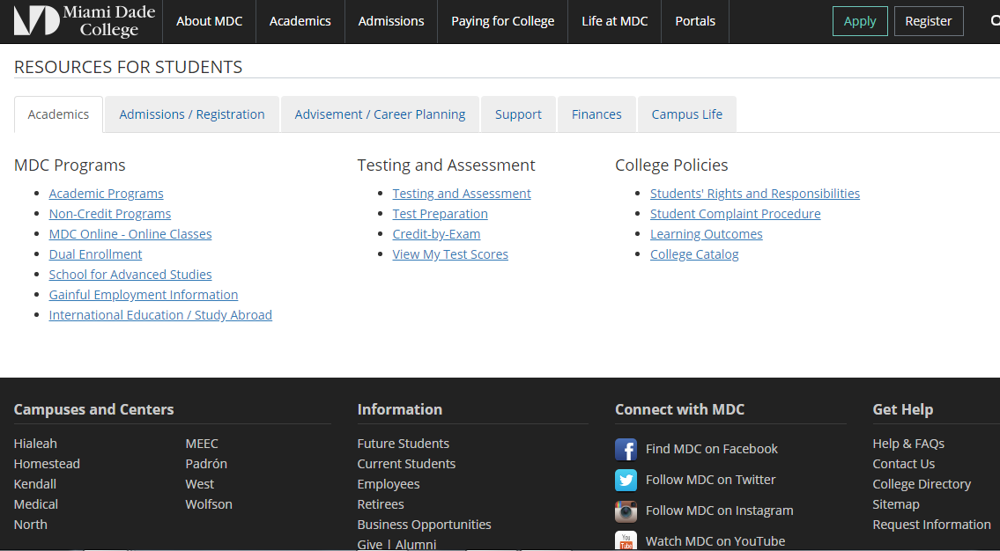 Miami Dade
College
About MDC
Academics
Admissions
Paying for College
Life at MDC
Portals
Apply
Register
RESOURCES FOR STUDENTS
Academics
Admissions / Registration
Advisement / Career Planning
Support
Finances
Campus Life
MDC Programs
Academic Programs
Non-Credit Programs
MDC Online - Online Classes
Dual Enrollment
School for Advanced Studies
Gainful Employment Information
International Education / Study Abroad
Testing and Assessment
Testing and Assessment
Test Preparation
Credit-by-Exam
View My Test Scores
College Policies
Students' Rights and Responsibilities
Student Complaint Procedure
Learning Outcomes
College Catalog
Campuses and Centers
Hialeah
Homestead
Kendall
Medical
North
MEEC
Padrón
West
Wolfson
Information
Future Students
Current Students
Employees
Retirees
Business Opportunities
Give | Alumni
Connect with MDC
Find MDC on Facebook
Follow MDC on Twitter
Follow MDC on Instagram
You
Tube
Watch MDC on YouTube
Get Help
Help & FAQs
Contact Us
College Directory
Sitemap
Request Information